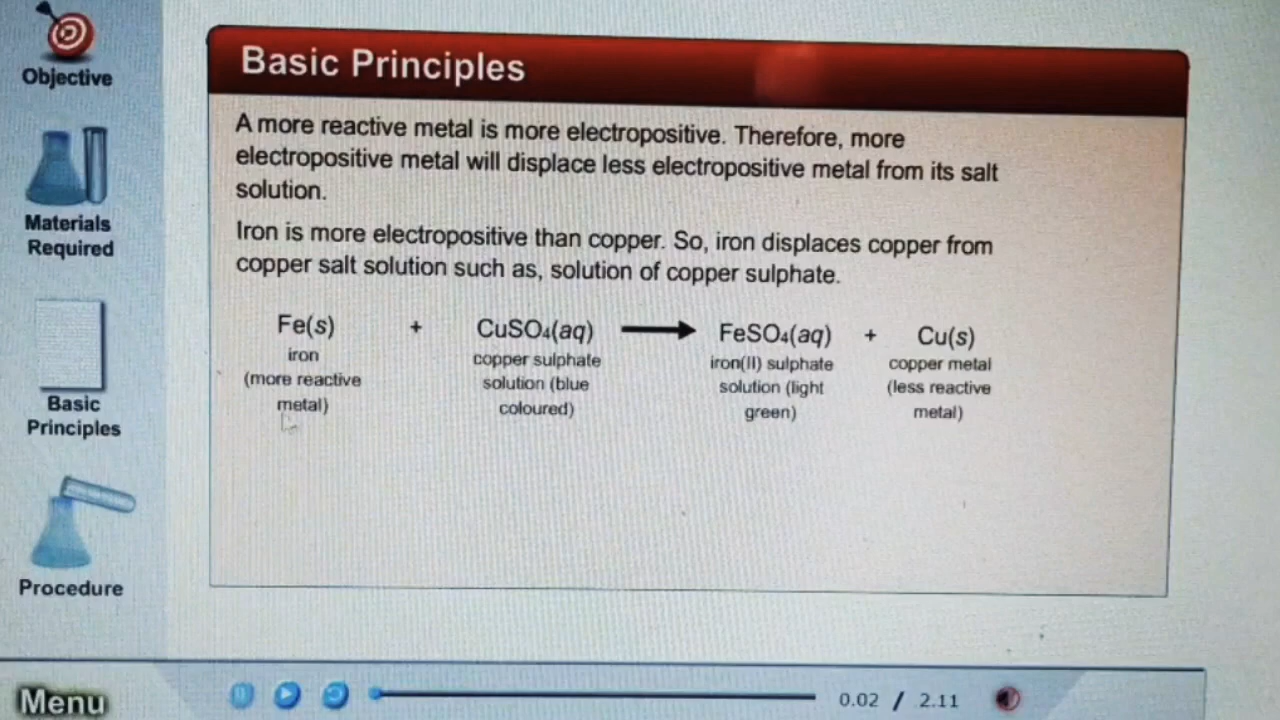 Objective
Materials
Required
Basic
Principles
Procedure
Basic Principles
A more reactive metal is more electropositive. Therefore, more
electropositive metal will displace less electropositive metal from its salt
solution.
Iron is more electropositive than copper. So, iron displaces copper from
copper salt solution such as, solution of copper sulphate.
Fe(s) + CuSO₄(aq) ⟶ FeSO₄(aq) + Cu(s)
iron
(more reactive
metal)
copper sulphate
solution (blue
coloured)
iron(II) sulphate
solution (light
green)
copper metal
(less reactive
metal)
Menu
0.02 / 2.11